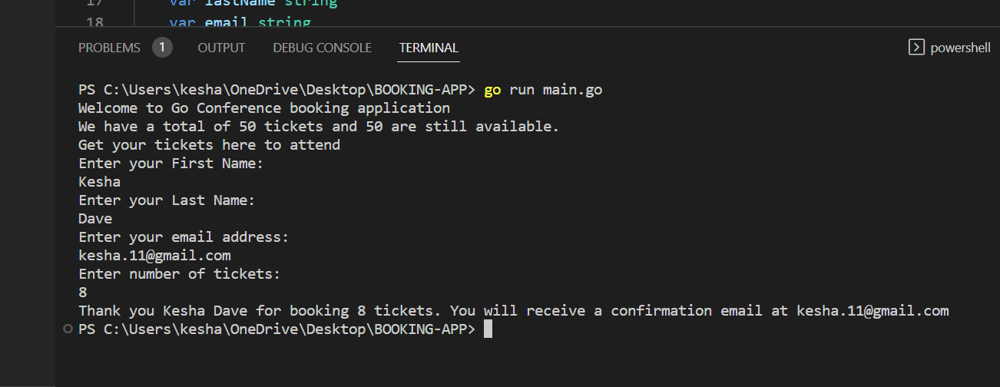 17 var lastName string
18 var email string
PROBLEMS 1 OUTPUT DEBUG CONSOLE TERMINAL powershell
PS C:\Users\kesha\OneDrive\Desktop\BOOKING-APP> go run main.go
Welcome to Go Conference booking application
We have a total of 50 tickets and 50 are still available.
Get your tickets here to attend
Enter your First Name:
Kesha
Enter your Last Name:
Dave
Enter your email address:
kesha.11@gmail.com
Enter number of tickets:
8
Thank you Kesha Dave for booking 8 tickets. You will receive a confirmation email at kesha.11@gmail.com
PS C:\Users\kesha\OneDrive\Desktop\BOOKING-APP>